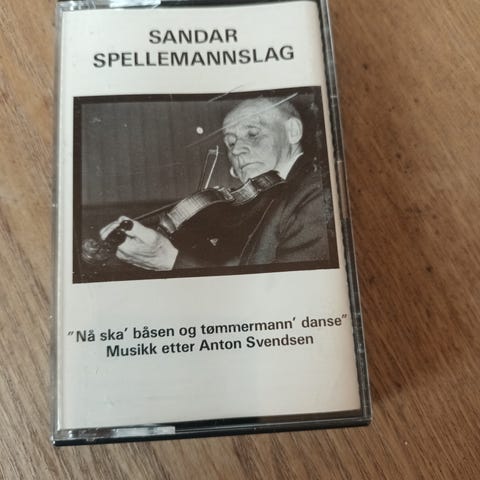 SANDAR
SPELLEMANNSLAG
"Nå ska' båsen og tømmermann' danse"
Musikk etter Anton Svendsen